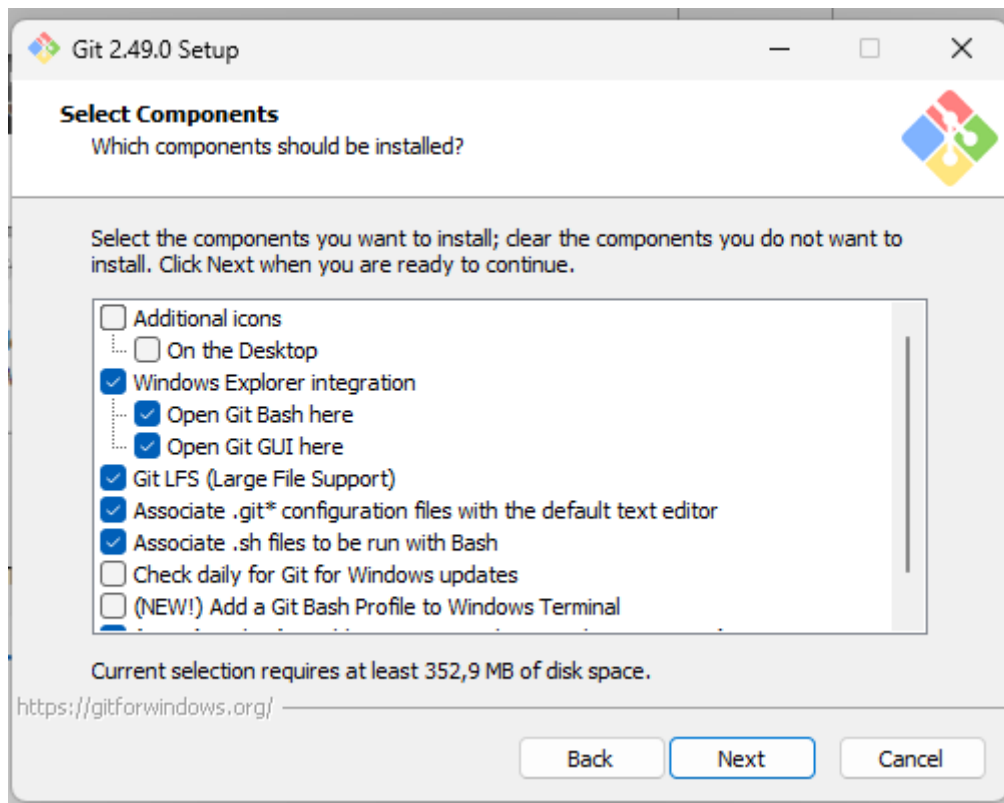 Git 2.49.0 Setup
Select Components
Which components should be installed?
Select the components you want to install; clear the components you do not want to
install. Click Next when you are ready to continue.
Additional icons
On the Desktop
Windows Explorer integration
Open Git Bash here
Open Git GUI here
Git LFS (Large File Support)
Associate .git* configuration files with the default text editor
Associate .sh files to be run with Bash
Check daily for Git for Windows updates
(NEW!) Add a Git Bash Profile to Windows Terminal
Current selection requires at least 352,9 MB of disk space.
https://gitforwindows.org/
Back Next Cancel